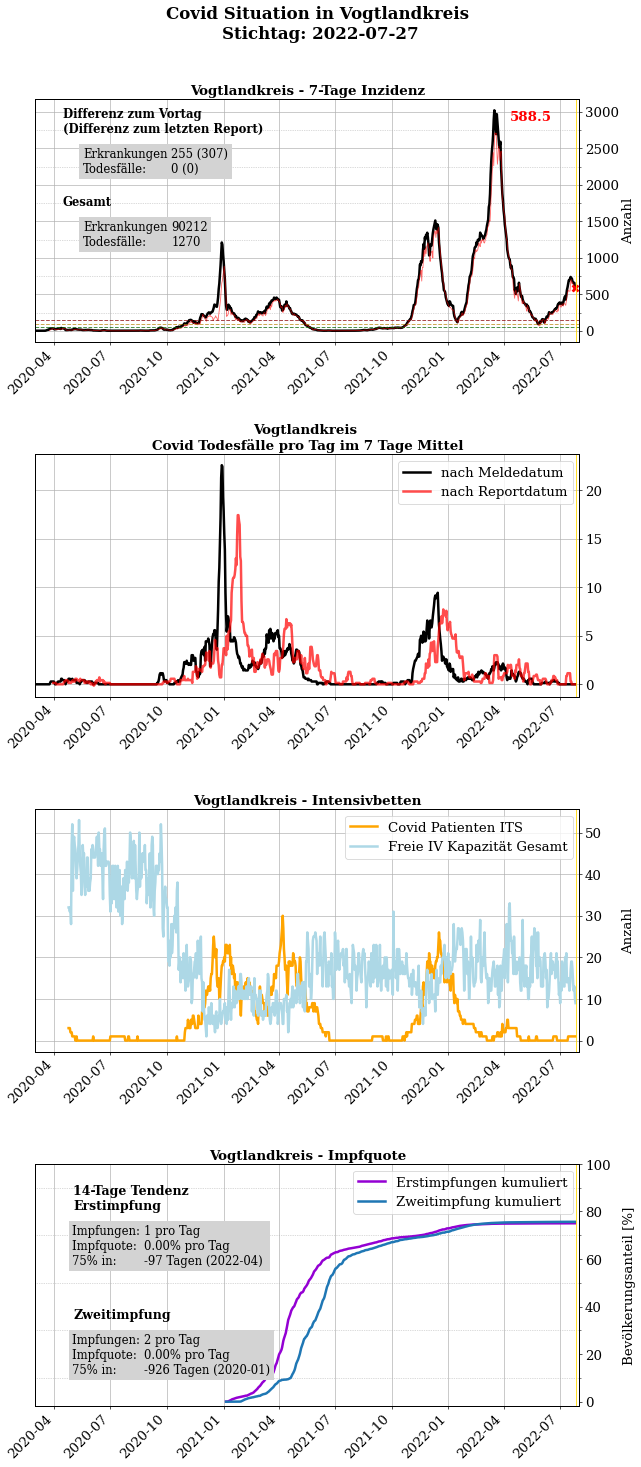 Covid Situation in Vogtlandkreis
Stichtag: 2022-07-27
Vogtlandkreis - 7-Tage Inzidenz
Differenz zum Vortag
(Differenz zum letzten Report)
Erkrankungen 255 (307)
Todesfälle: 0 (0)
Gesamt
Erkrankungen 90212
Todesfälle: 1270
588.5
3000
2500
2000
1500
1000
500
0
Anzahl
2020-04 2020-07 2020-10 2021-01 2021-04 2021-07 2021-10 2022-01 2022-04 2022-07
Vogtlandkreis
Covid Todesfälle pro Tag im 7 Tage Mittel
nach Meldedatum
nach Reportdatum
20
15
10
5
0
2020-04 2020-07 2020-10 2021-01 2021-04 2021-07 2021-10 2022-01 2022-04 2022-07
Vogtlandkreis - Intensivbetten
Covid Patienten ITS
Freie IV Kapazität Gesamt
50
40
30
20
10
0
Anzahl
2020-04 2020-07 2020-10 2021-01 2021-04 2021-07 2021-10 2022-01 2022-04 2022-07
Vogtlandkreis - Impfquote
14-Tage Tendenz
Erstimpfung
Impfungen: 1 pro Tag
Impfquote: 0.00% pro Tag
75% in: -97 Tagen (2022-04)
Zweitimpfung
Impfungen: 2 pro Tag
Impfquote: 0.00% pro Tag
75% in: -926 Tagen (2020-01)
Erstimpfungen kumuliert
Zweitimpfung kumuliert
100
80
60
40
20
0
Bevölkerungsanteil [%]
2020-04 2020-07 2020-10 2021-01 2021-04 2021-07 2021-10 2022-01 2022-04 2022-07